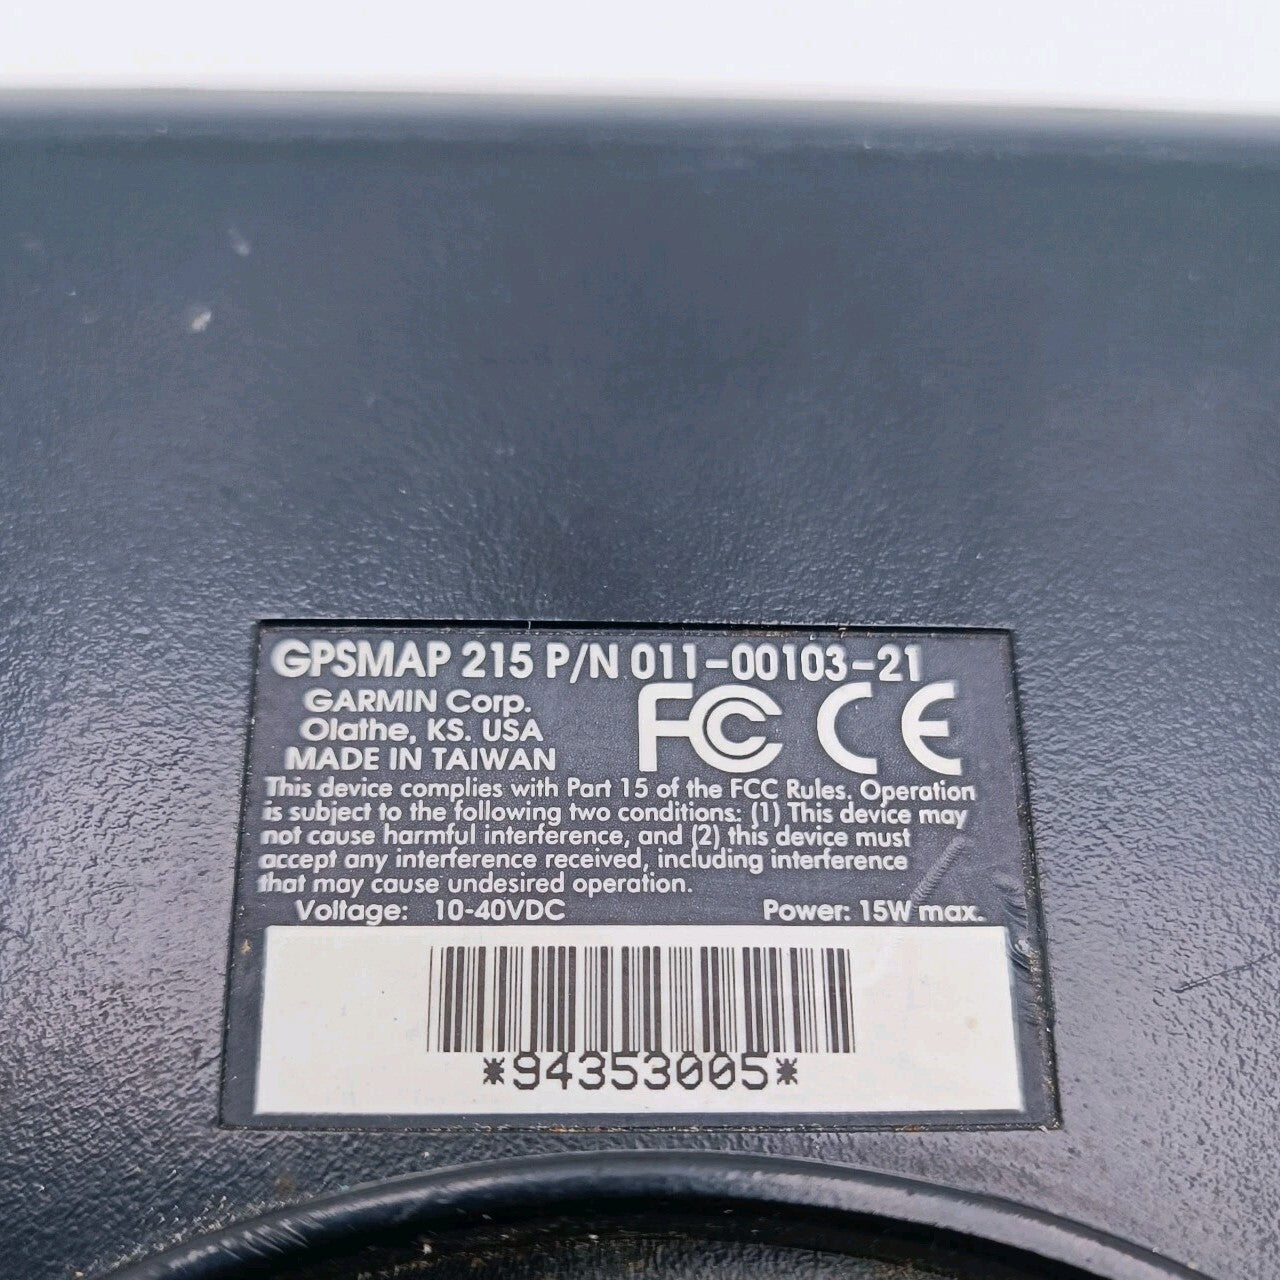 GPSMAP 215 P/N 011-00103-21
GARMIN Corp.
Olathe, KS. USA
MADE IN TAIWAN
FC CE
This device complies with Part 15 of the FCC Rules. Operation
is subject to the following two conditions: (1) This device may
not cause harmful interference, and (2) this device must
accept any interference received, including interference
that may cause undesired operation.
Voltage: 10-40VDC Power: 15W max.
*94353005*